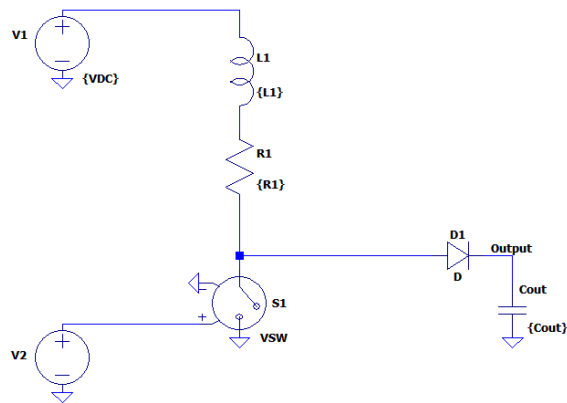 V1
{VDC}
L1
{L1}
R1
{R1}
D1
D
Output
Cout
{Cout}
S1
VSW
V2